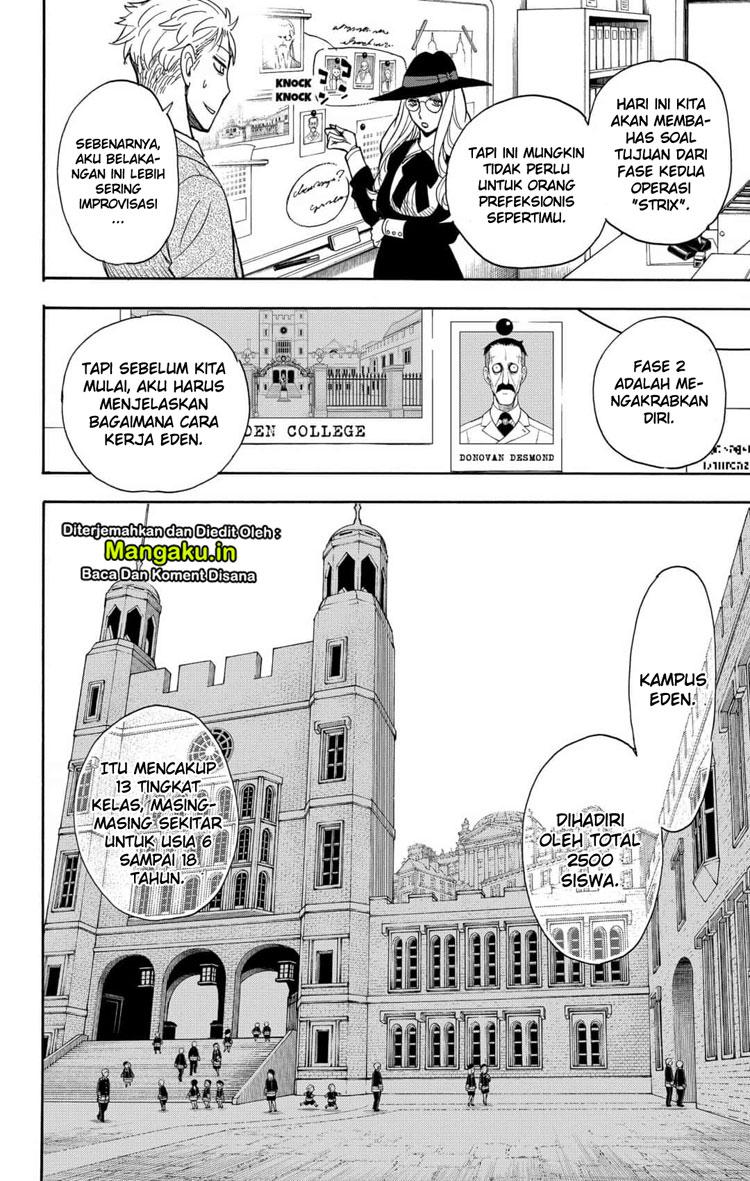 HARI INI KITA
AKAN MEMBA-
HAS SOAL
TUJUAN DARI
FASE KEDUA
OPERASI
"STRIX".
TAPI INI MUNGKIN
TIDAK PERLU
UNTUK ORANG
PREFEKSIONIS
SEPERTIMU.
KNOCK
KNOCK
SEBENARNYA,
AKU BELAKA-
NGAN INI LEBIH
SERING
IMPROVISASI
...
FASE 2
ADALAH ME-
NGAKRABKAN
DIRI.
DONOVAN DESMOND
TAPI SEBELUM KITA
MULAI, AKU HARUS
MENJELASKAN
BAGAIMANA CARA
KERJA EDEN.
DEN COLLEGE
Diterjemahkan dan Diedit Oleh :
Mangaku.in
Baca Dan Koment Disana
KAMPUS
EDEN.
DIHADIRI
OLEH TOTAL
2500
SISWA.
ITU MENCAKUP
13 TINGKAT
KELAS, MASING-
MASING SEKITAR
UNTUK USIA 6
SAMPAI 18
TAHUN.